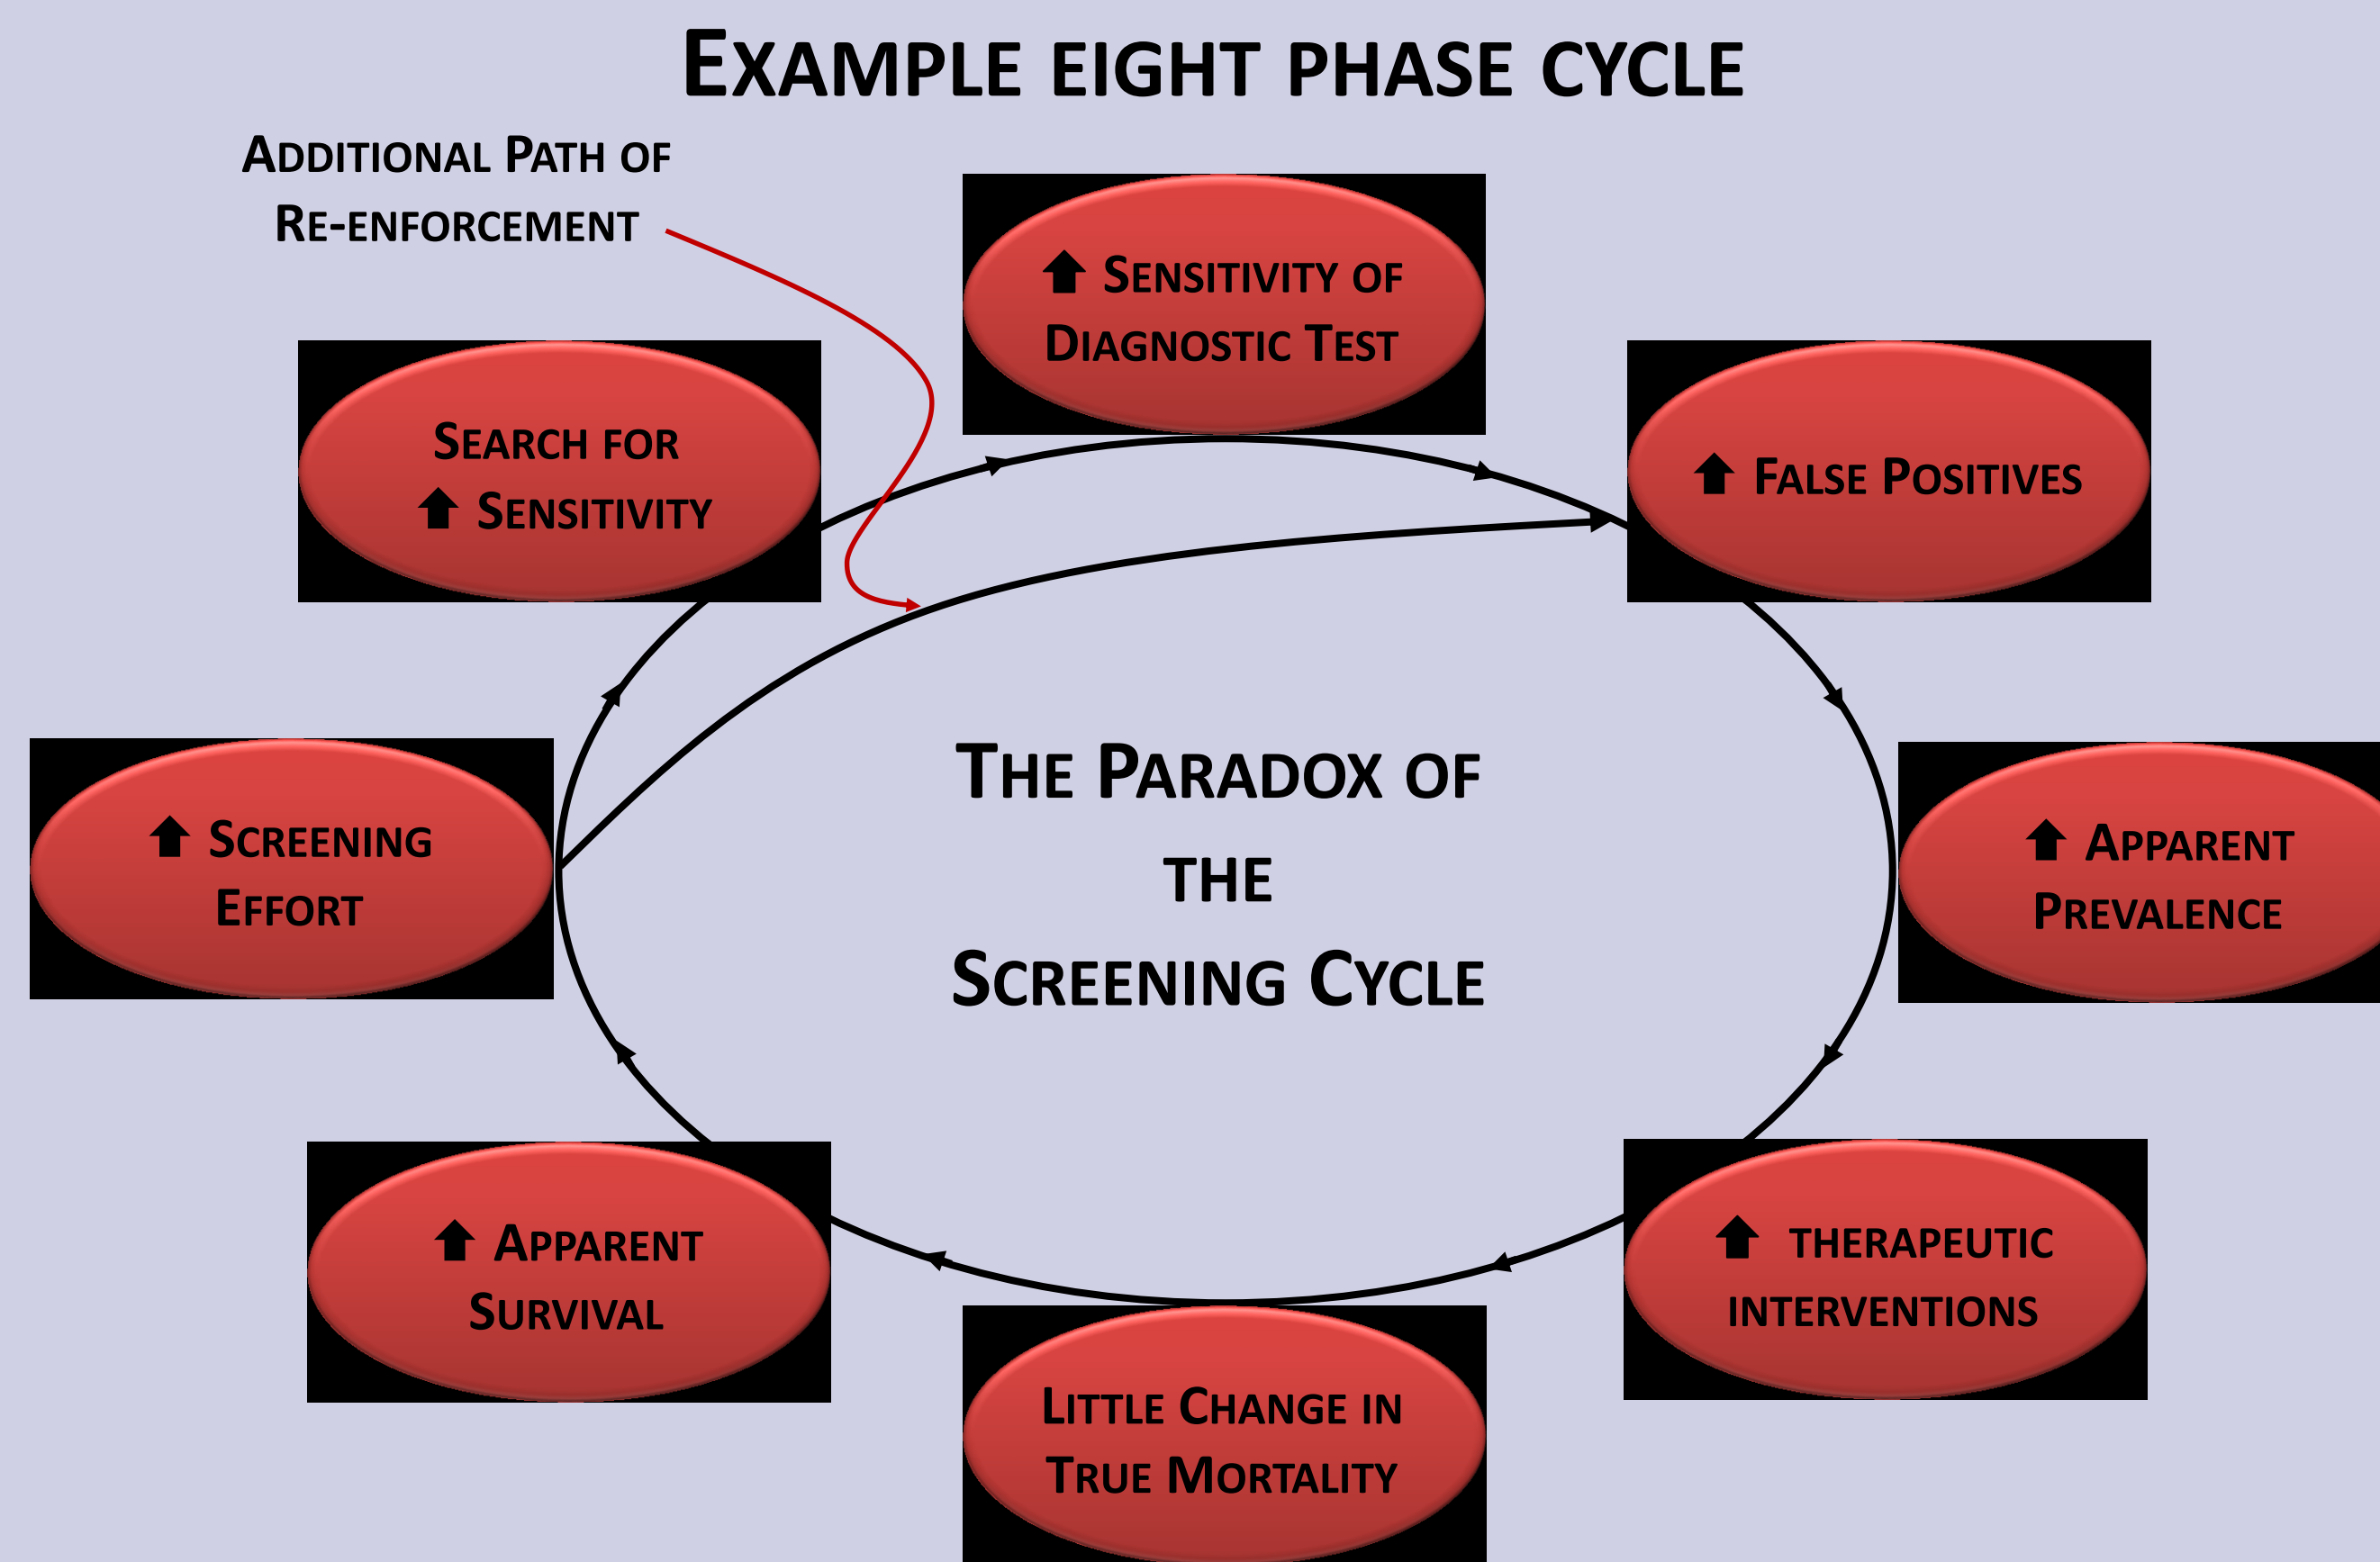 EXAMPLE EIGHT PHASE CYCLE
ADDITIONAL PATH OF
RE-ENFORCEMENT
⬆ SENSITIVITY OF
DIAGNOSTIC TEST
SEARCH FOR
⬆ SENSITIVITY
⬆ FALSE POSITIVES
THE PARADOX OF
THE
SCREENING CYCLE
⬆ SCREENING
EFFORT
⬆ APPARENT
PREVALENCE
⬆ APPARENT
SURVIVAL
⬆ THERAPEUTIC
INTERVENTIONS
LITTLE CHANGE IN
TRUE MORTALITY